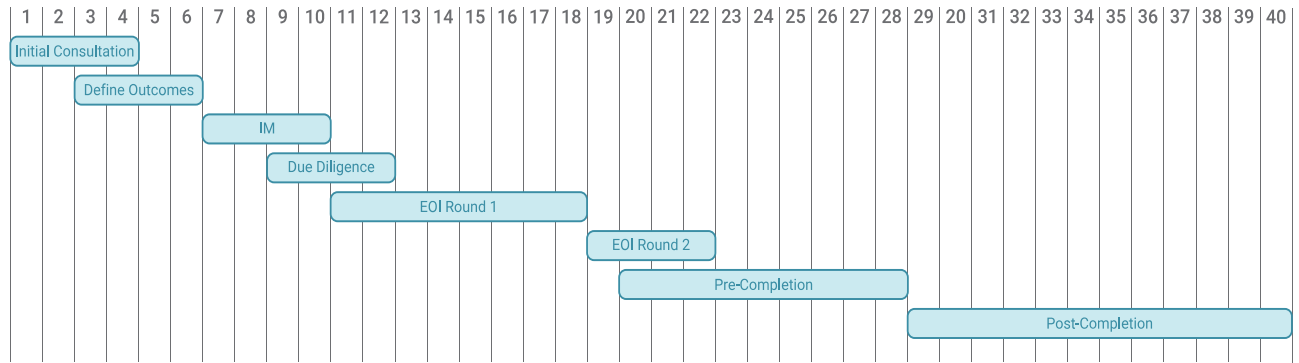 1 2 3 4 5 6 7 8 9 10 11 12 13 14 15 16 17 18 19 20 21 22 23 24 25 26 27 28 29 20 31 32 33 34 35 36 37 38 39 40
Initial Consultation
Define Outcomes
IM
Due Diligence
EOI Round 1
EOI Round 2
Pre-Completion
Post-Completion